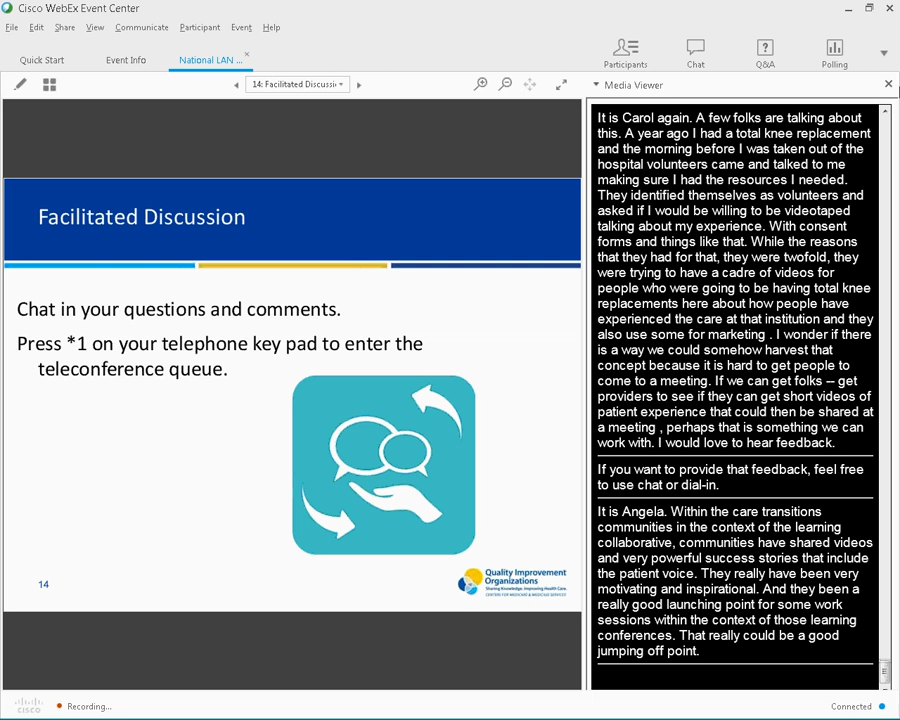 Cisco WebEx Event Center
File Edit Share View Communicate Participant Event Help
Quick Start Event Info National LAN ... Participants Chat Q&A Polling
14: Facilitated Discussi Media Viewer
Facilitated Discussion
Chat in your questions and comments.
Press *1 on your telephone key pad to enter the
teleconference queue.
14
Quality Improvement
Organizations
Sharing Knowledge. Improving Health Care.
CENTERS FOR MEDICARE & MEDICAID SERVICES
It is Carol again. A few folks are talking about
this. A year ago I had a total knee replacement
and the morning before I was taken out of the
hospital volunteers came and talked to me
making sure I had the resources I needed.
They identified themselves as volunteers and
asked if I would be willing to be videotaped
talking about my experience. With consent
forms and things like that. While the reasons
that they had for that, they were twofold, they
were trying to have a cadre of videos for
people who were going to be having total knee
replacements here about how people have
experienced the care at that institution and they
also use some for marketing . I wonder if there
is a way we could somehow harvest that
concept because it is hard to get people to
come to a meeting. If we can get folks -- get
providers to see if they can get short videos of
patient experience that could then be shared at
a meeting , perhaps that is something we can
work with. I would love to hear feedback.
If you want to provide that feedback, feel free
to use chat or dial-in.
It is Angela. Within the care transitions
communities in the context of the learning
collaborative, communities have shared videos
and very powerful success stories that include
the patient voice. They really have been very
motivating and inspirational. And they been a
really good launching point for some work
sessions within the context of those learning
conferences. That really could be a good
jumping off point.
cisco Recording... Connected